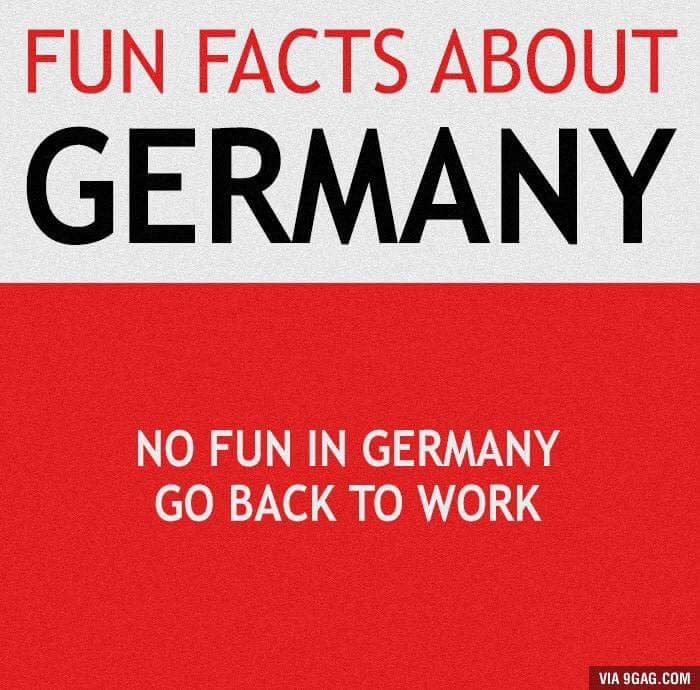 FUN FACTS ABOUT
GERMANY
NO FUN IN GERMANY
GO BACK TO WORK
VIA 9GAG.COM